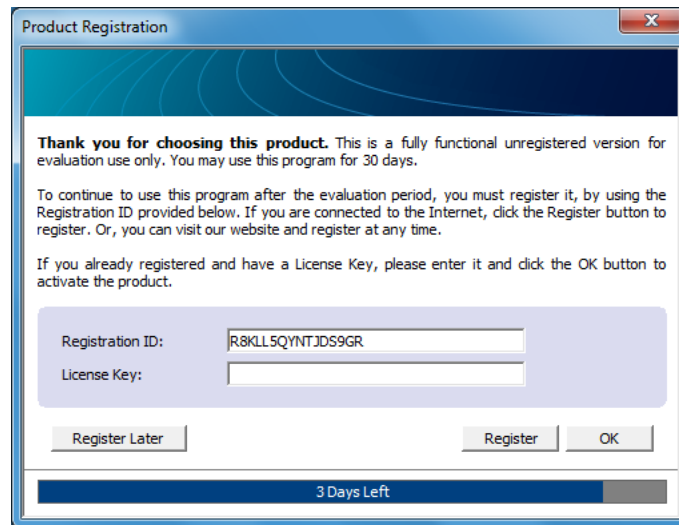 Product Registration
Thank you for choosing this product. This is a fully functional unregistered version for
evaluation use only. You may use this program for 30 days.
To continue to use this program after the evaluation period, you must register it, by using the
Registration ID provided below. If you are connected to the Internet, click the Register button to
register. Or, you can visit our website and register at any time.
If you already registered and have a License Key, please enter it and click the OK button to
activate the product.
Registration ID: R8KLL5QYNTJDS9GR
License Key:
Register Later Register OK
3 Days Left